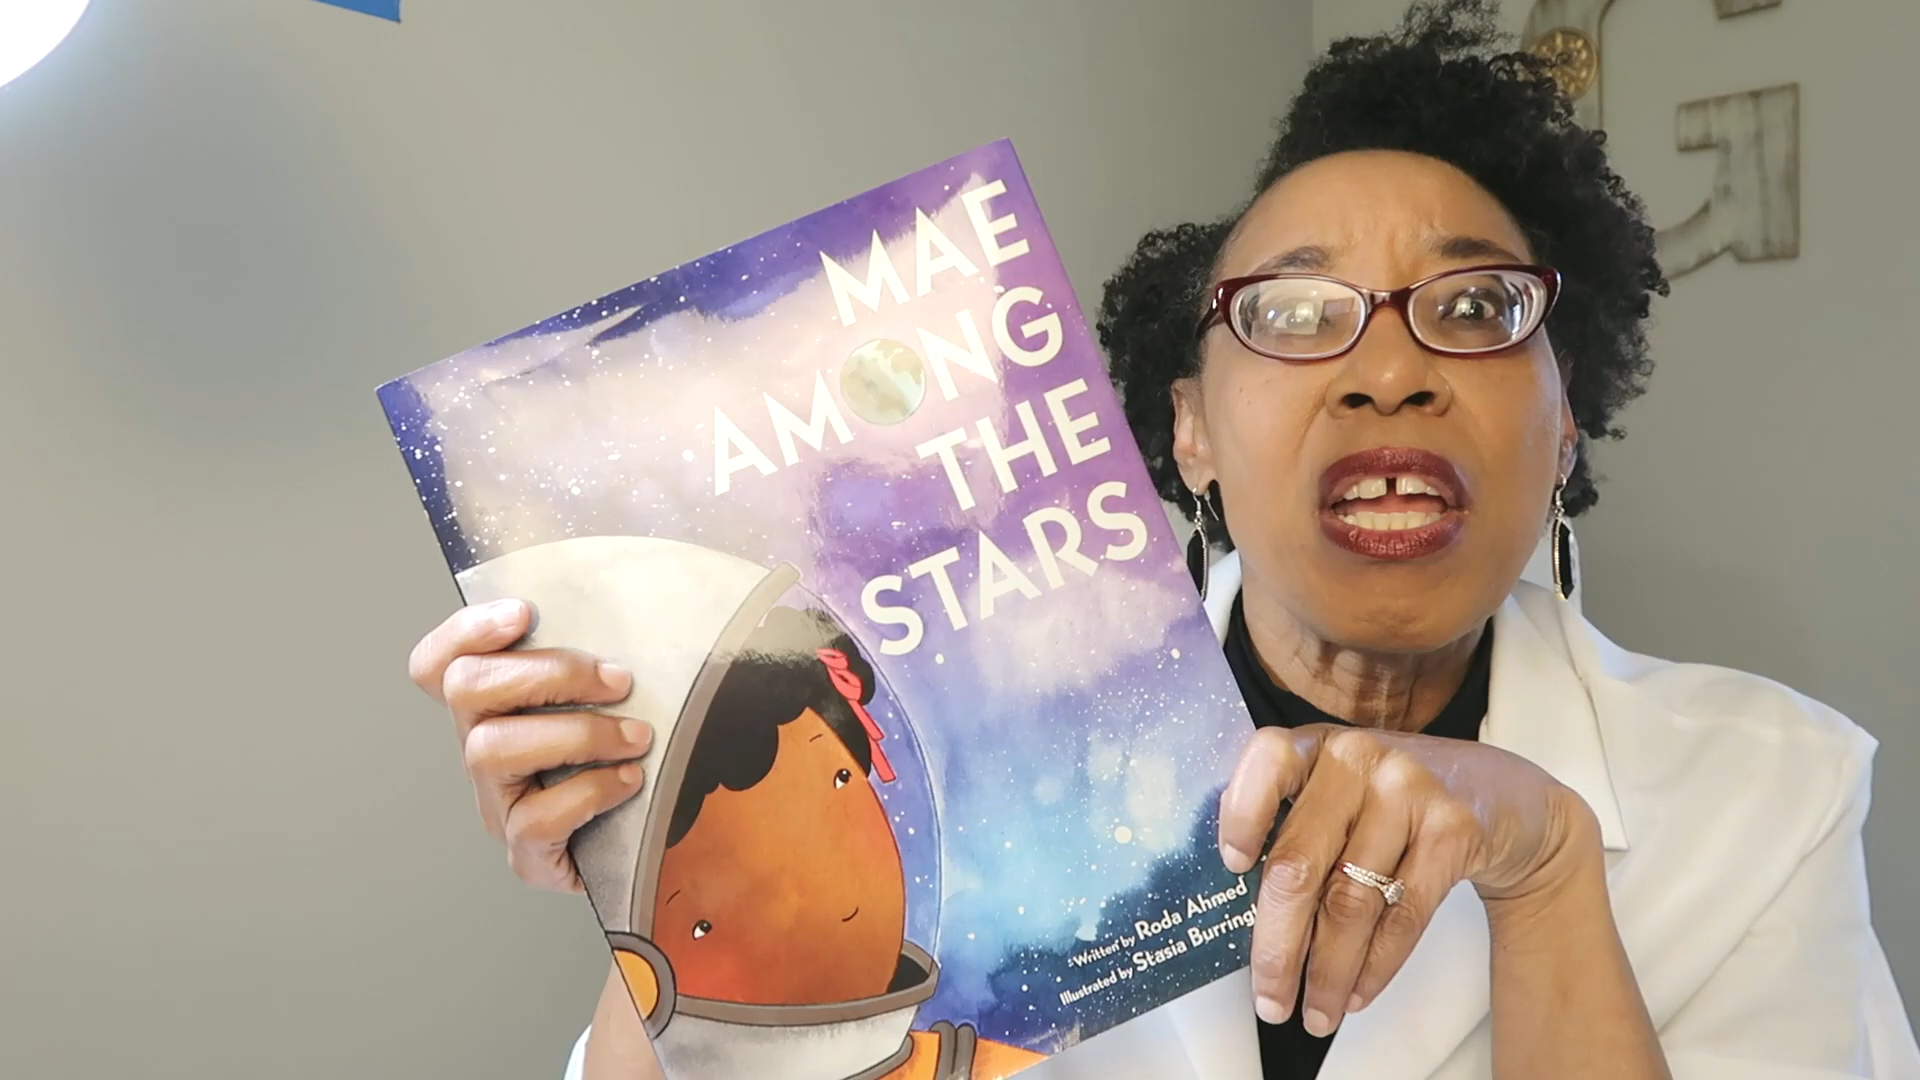 MAE
AMONG
THE
STARS
Written by Roda Ahmed
Illustrated by Stasia
G